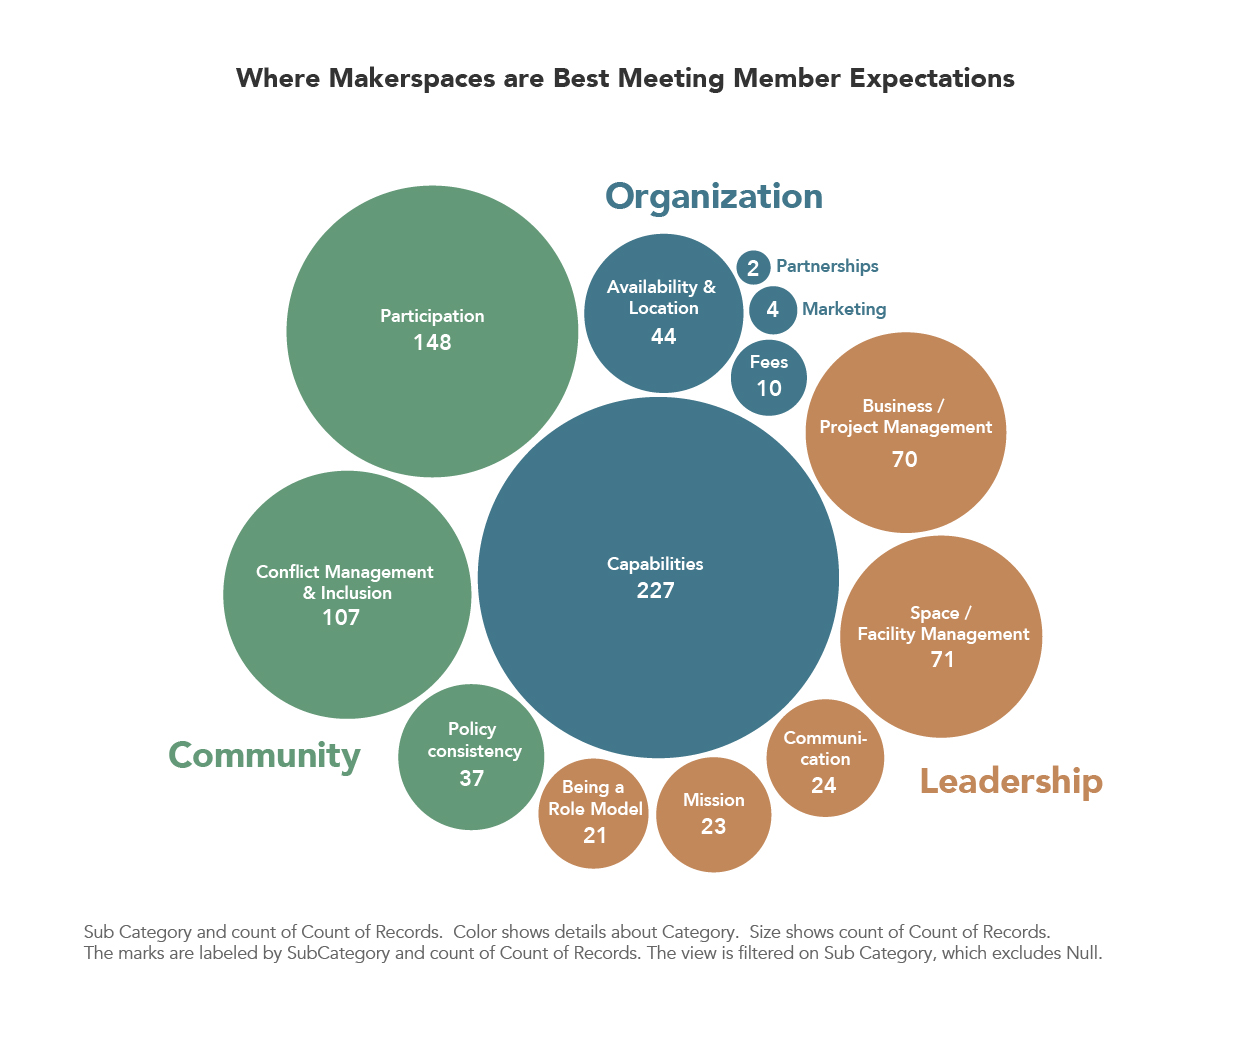 Where Makerspaces are Best Meeting Member Expectations
Organization
Availability &
Location
44
2
Partnerships
4
Marketing
Fees
10
Participation
148
Business /
Project Management
70
Capabilities
227
Conflict Management
& Inclusion
107
Space /
Facility Management
71
Policy
consistency
37
Community
Being a
Role Model
21
Mission
23
Communi-
cation
24
Leadership
Sub Category and count of Count of Records.  Color shows details about Category.  Size shows count of Count of Records.
The marks are labeled by SubCategory and count of Count of Records. The view is filtered on Sub Category, which excludes Null.